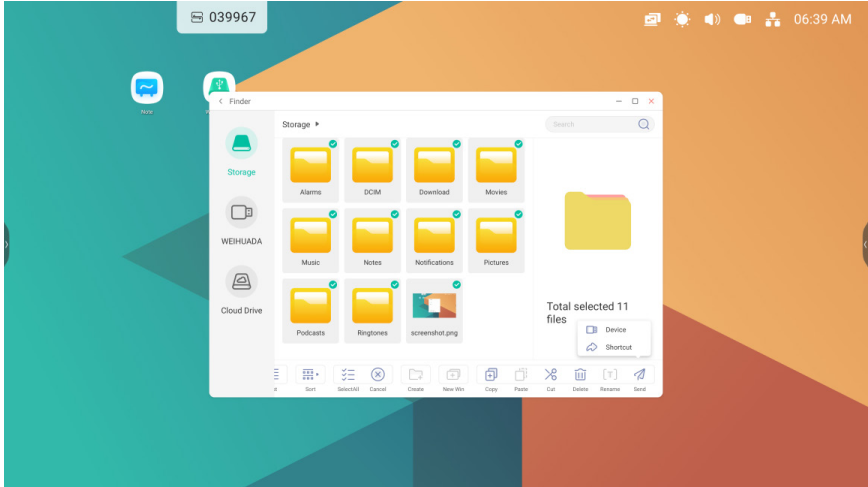 039967
06:39 AM
Note
Finder
Storage
Search
Storage
WEIHUADA
Cloud Drive
Alarms
DCIM
Download
Movies
Music
Notes
Notifications
Pictures
Podcasts
Ringtones
screenshot.png
Total selected 11
files
Device
Shortcut
Sort
SelectAll
Cancel
Create
New Win
Copy
Paste
Cut
Delete
Rename
Send